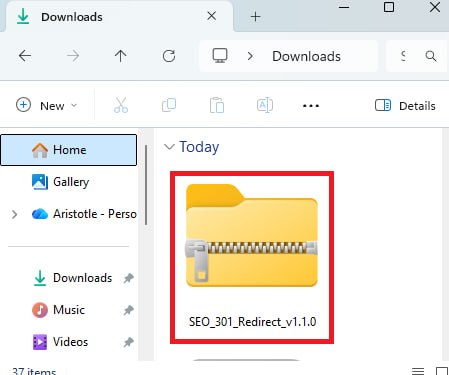 Downloads
Downloads
S
New
Details
Home
Gallery
Aristotle - Perso
Downloads
Music
Videos
Today
SEO_301_Redirect_v1.1.0
37 items